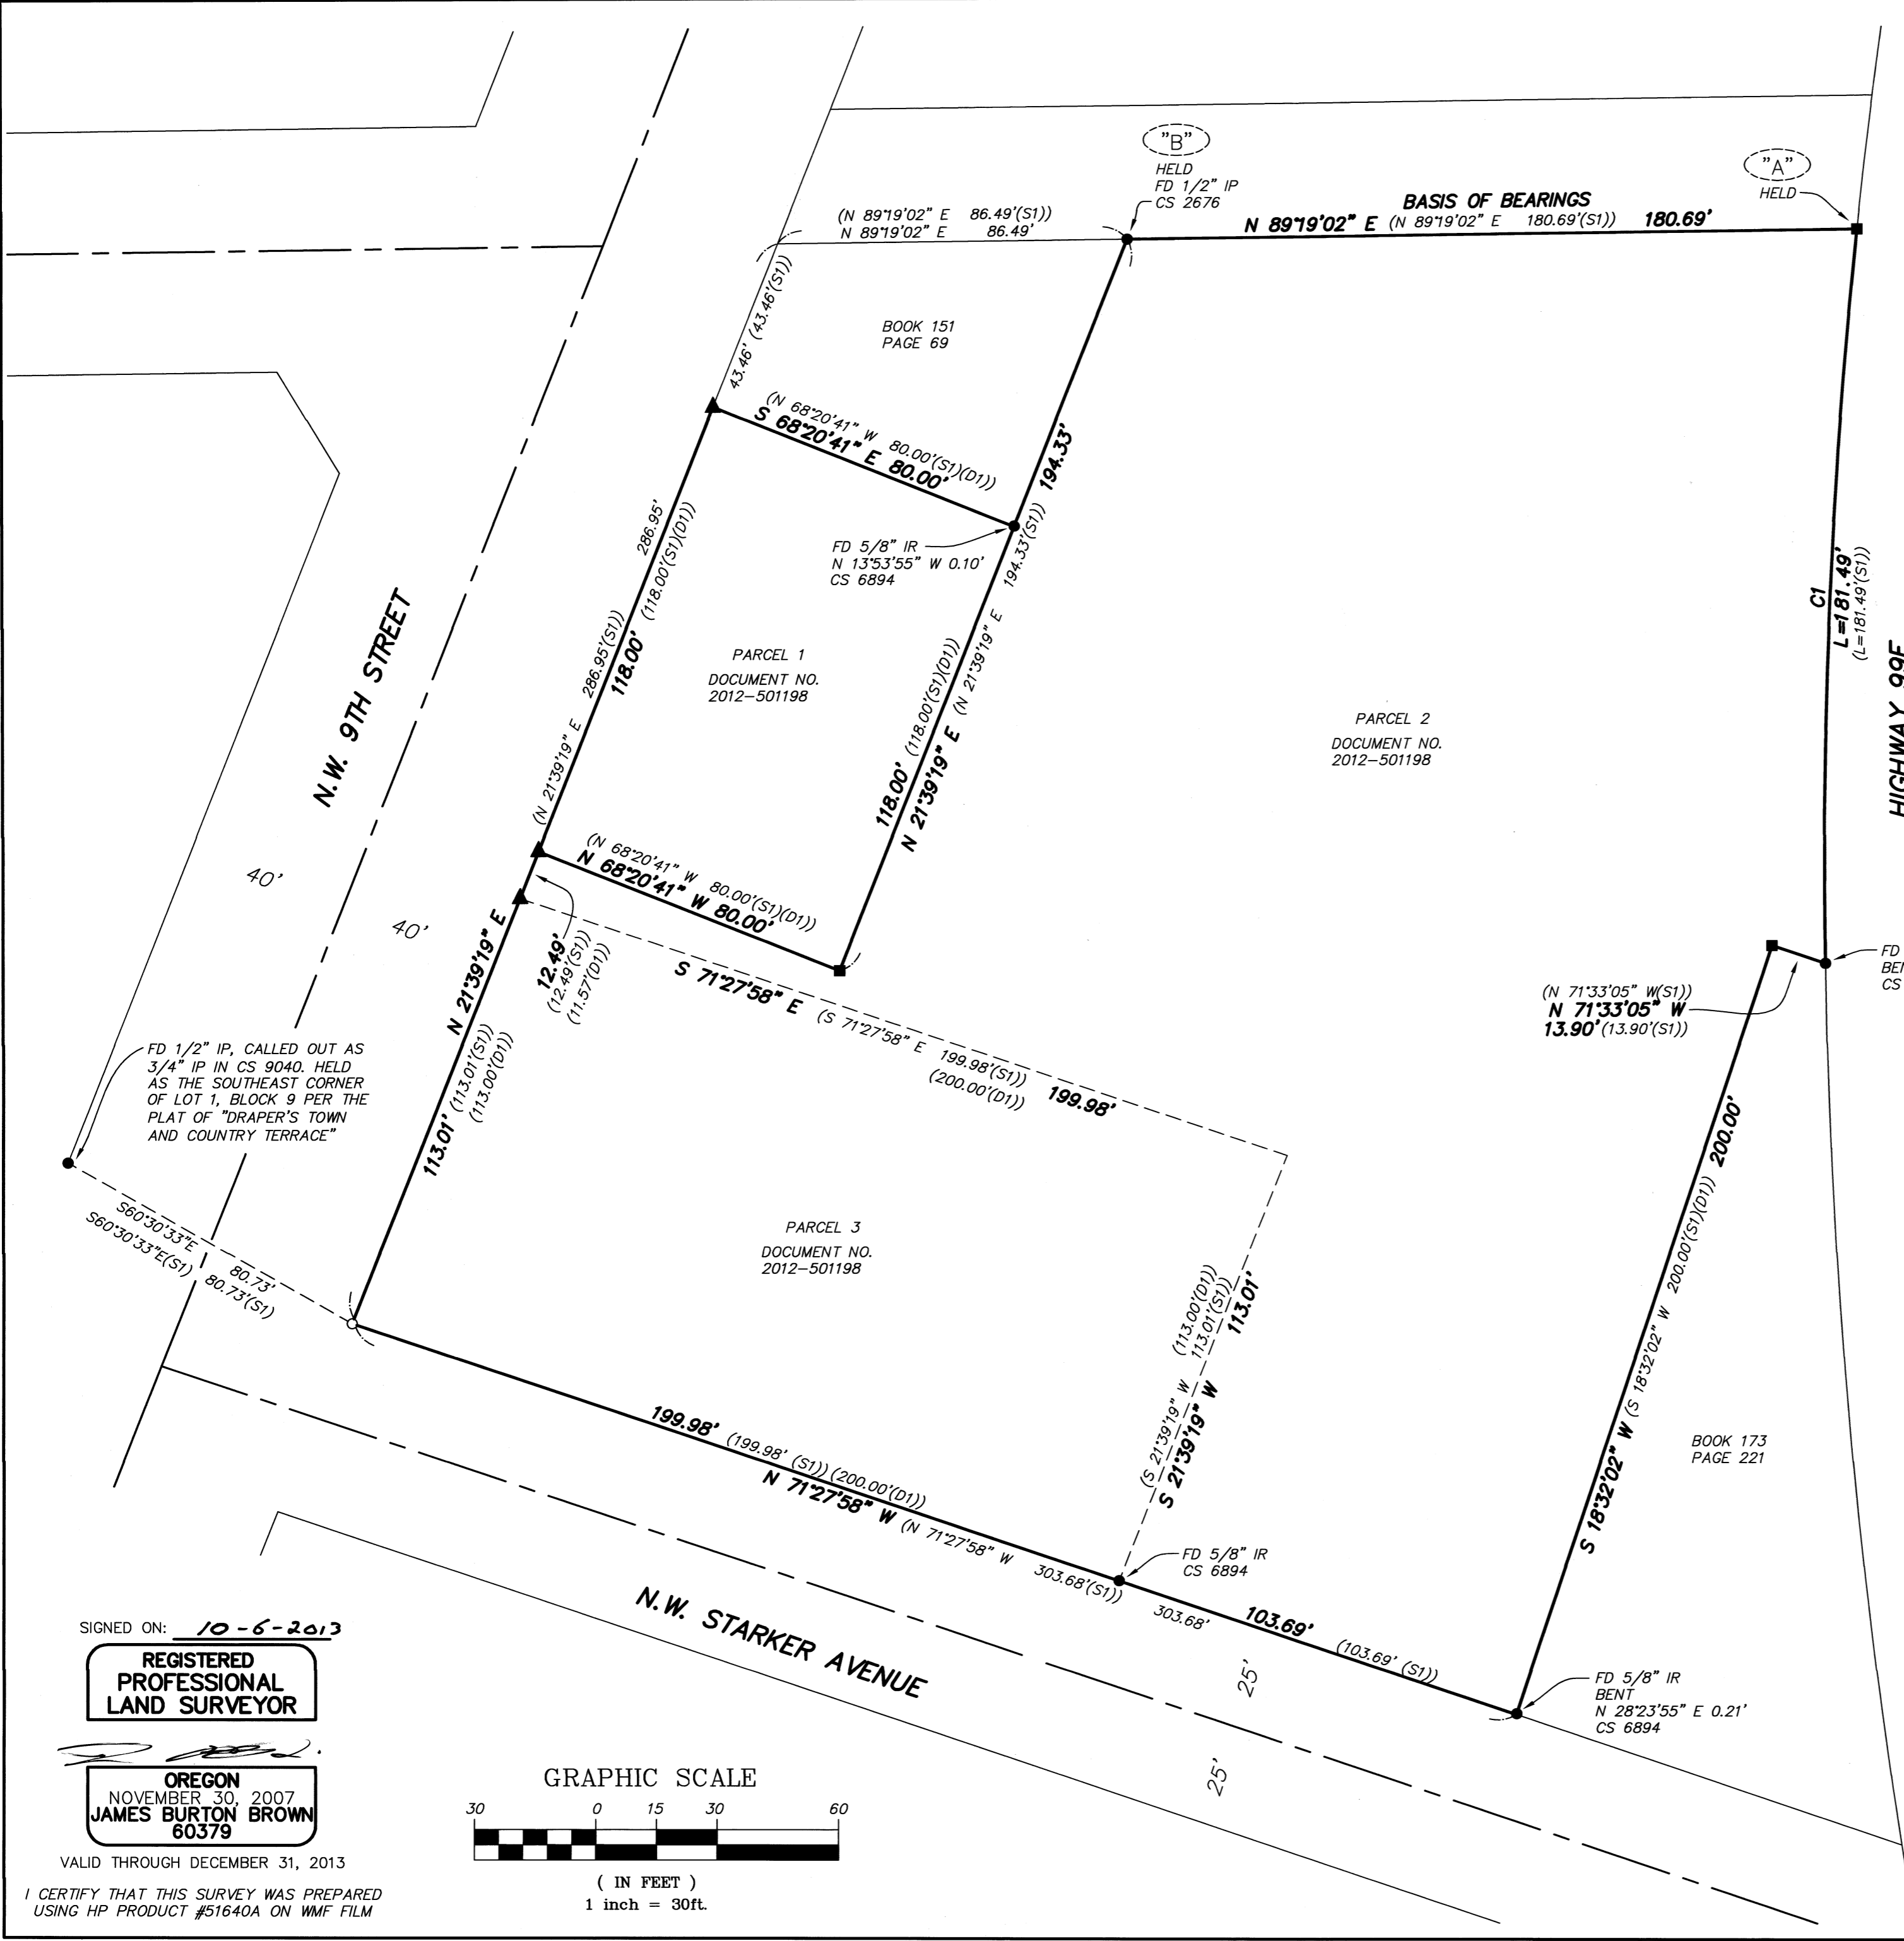 "B"
HELD
FD 1/2" IP
CS 2676
"A"
HELD
BASIS OF BEARINGS
N 89°19'02" E (N 89°19'02" E 180.69'(S1)) 180.69'
(N 89°19'02" E 86.49'(S1))
N 89°19'02" E 86.49'
43.46' (43.46'(S1))
BOOK 151
PAGE 69
(N 68°20'41" W 80.00'(S1)(D1))
S 68°20'41" E 80.00'
194.33'
(N 21°39'19" E 194.33'(S1))
FD 5/8" IR
N 13°53'55" W 0.10'
CS 6894
286.95'
(N 21°39'19" E 286.95'(S1))
118.00' (118.00'(S1)(D1))
C1
L=181.49'
(L=181.49'(S1))
N.W. 9TH STREET
PARCEL 1
DOCUMENT NO.
2012-501198
118.00' (118.00'(S1)(D1))
N 21°39'19" E
PARCEL 2
DOCUMENT NO.
2012-501198
HIGHWAY 99E
(N 68°20'41" W 80.00'(S1)(D1))
N 68°20'41" W 80.00'
40'
40'
N 21°39'19" E
12.49'
(12.49'(S1))
(11.57'(D1))
FD
CS
S 71°27'58" E (S 71°27'58" E 199.98'(S1)) 199.98'
(200.00'(D1))
(N 71°33'05" W(S1))
N 71°33'05" W
13.90' (13.90'(S1))
FD 1/2" IP, CALLED OUT AS
3/4" IP IN CS 9040. HELD
AS THE SOUTHEAST CORNER
OF LOT 1, BLOCK 9 PER THE
PLAT OF "DRAPER'S TOWN
AND COUNTRY TERRACE"
113.01' (113.01'(S1))
(113.00'(D1))
S60°30'33"E 80.73'
S60°30'33"E(S1) 80.73'(S1)
PARCEL 3
DOCUMENT NO.
2012-501198
(113.00'(D1))
(S 21°39'19" W 113.01'(S1))
S 21°39'19" W 113.01'
S 18°32'02" W (S 18°32'02" W 200.00'(S1)(D1)) 200.00'
BOOK 173
PAGE 221
199.98' (199.98' (S1)) (200.00'(D1))
N 71°27'58" W (N 71°27'58" W 303.68'(S1))
303.68'
103.69' (103.69' (S1))
FD 5/8" IR
CS 6894
N.W. STARKER AVENUE
25'
25'
FD 5/8" IR
BENT
N 28°23'55" E 0.21'
CS 6894
SIGNED ON: 10-6-2013
REGISTERED
PROFESSIONAL
LAND SURVEYOR
OREGON
NOVEMBER 30, 2007
JAMES BURTON BROWN
60379
VALID THROUGH DECEMBER 31, 2013
I CERTIFY THAT THIS SURVEY WAS PREPARED
USING HP PRODUCT #51640A ON WMF FILM
GRAPHIC SCALE
30 0 15 30 60
( IN FEET )
1 inch = 30ft.